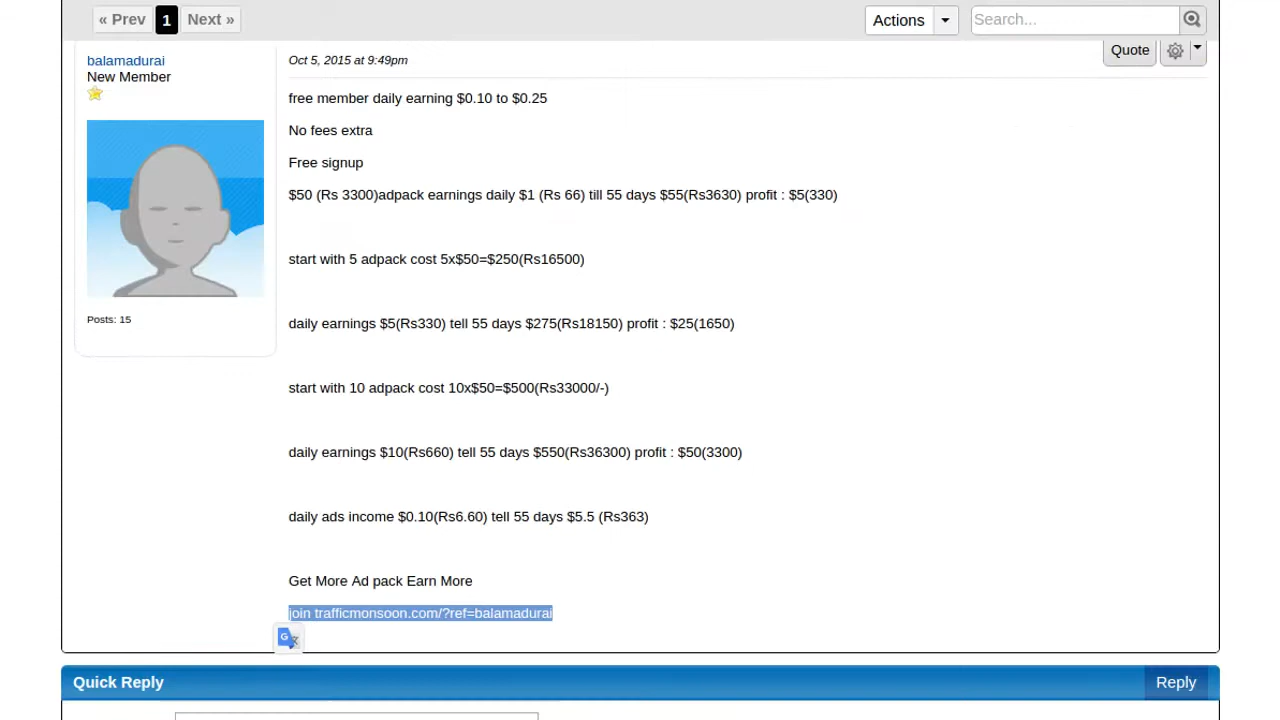 « Prev 1 Next »
Actions
Search...
balamadurai
New Member
Oct 5, 2015 at 9:49pm
Quote
free member daily earning $0.10 to $0.25
No fees extra
Free signup
$50 (Rs 3300)adpack earnings daily $1 (Rs 66) till 55 days $55(Rs3630) profit : $5(330)
start with 5 adpack cost 5x$50=$250(Rs16500)
Posts: 15
daily earnings $5(Rs330) tell 55 days $275(Rs18150) profit : $25(1650)
start with 10 adpack cost 10x$50=$500(Rs33000/-)
daily earnings $10(Rs660) tell 55 days $550(Rs36300) profit : $50(3300)
daily ads income $0.10(Rs6.60) tell 55 days $5.5 (Rs363)
Get More Ad pack Earn More
join trafficmonsoon.com/?ref=balamadurai
G
Quick Reply
Reply